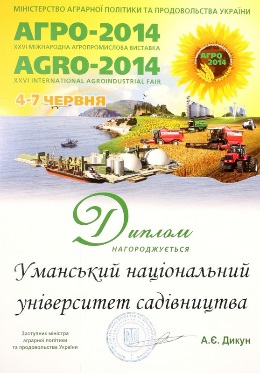 МІНІСТЕРСТВО АГРАРНОЇ ПОЛІТИКИ ТА ПРОДОВОЛЬСТВА УКРАЇНИ
АГРО-2014
XXVI МІЖНАРОДНА АГРОПРОМИСЛОВА ВИСТАВКА
AGRO-2014
XXVI INTERNATIONAL AGROINDUSTRIAL FAIR
АГРО
2014
4-7 ЧЕРВНЯ
Диплом
НАГОРОДЖУЄТЬСЯ
Уманський національний
університет садівництва
Заступник міністра
аграрної політики
та продовольства України
А.Є. Дикун